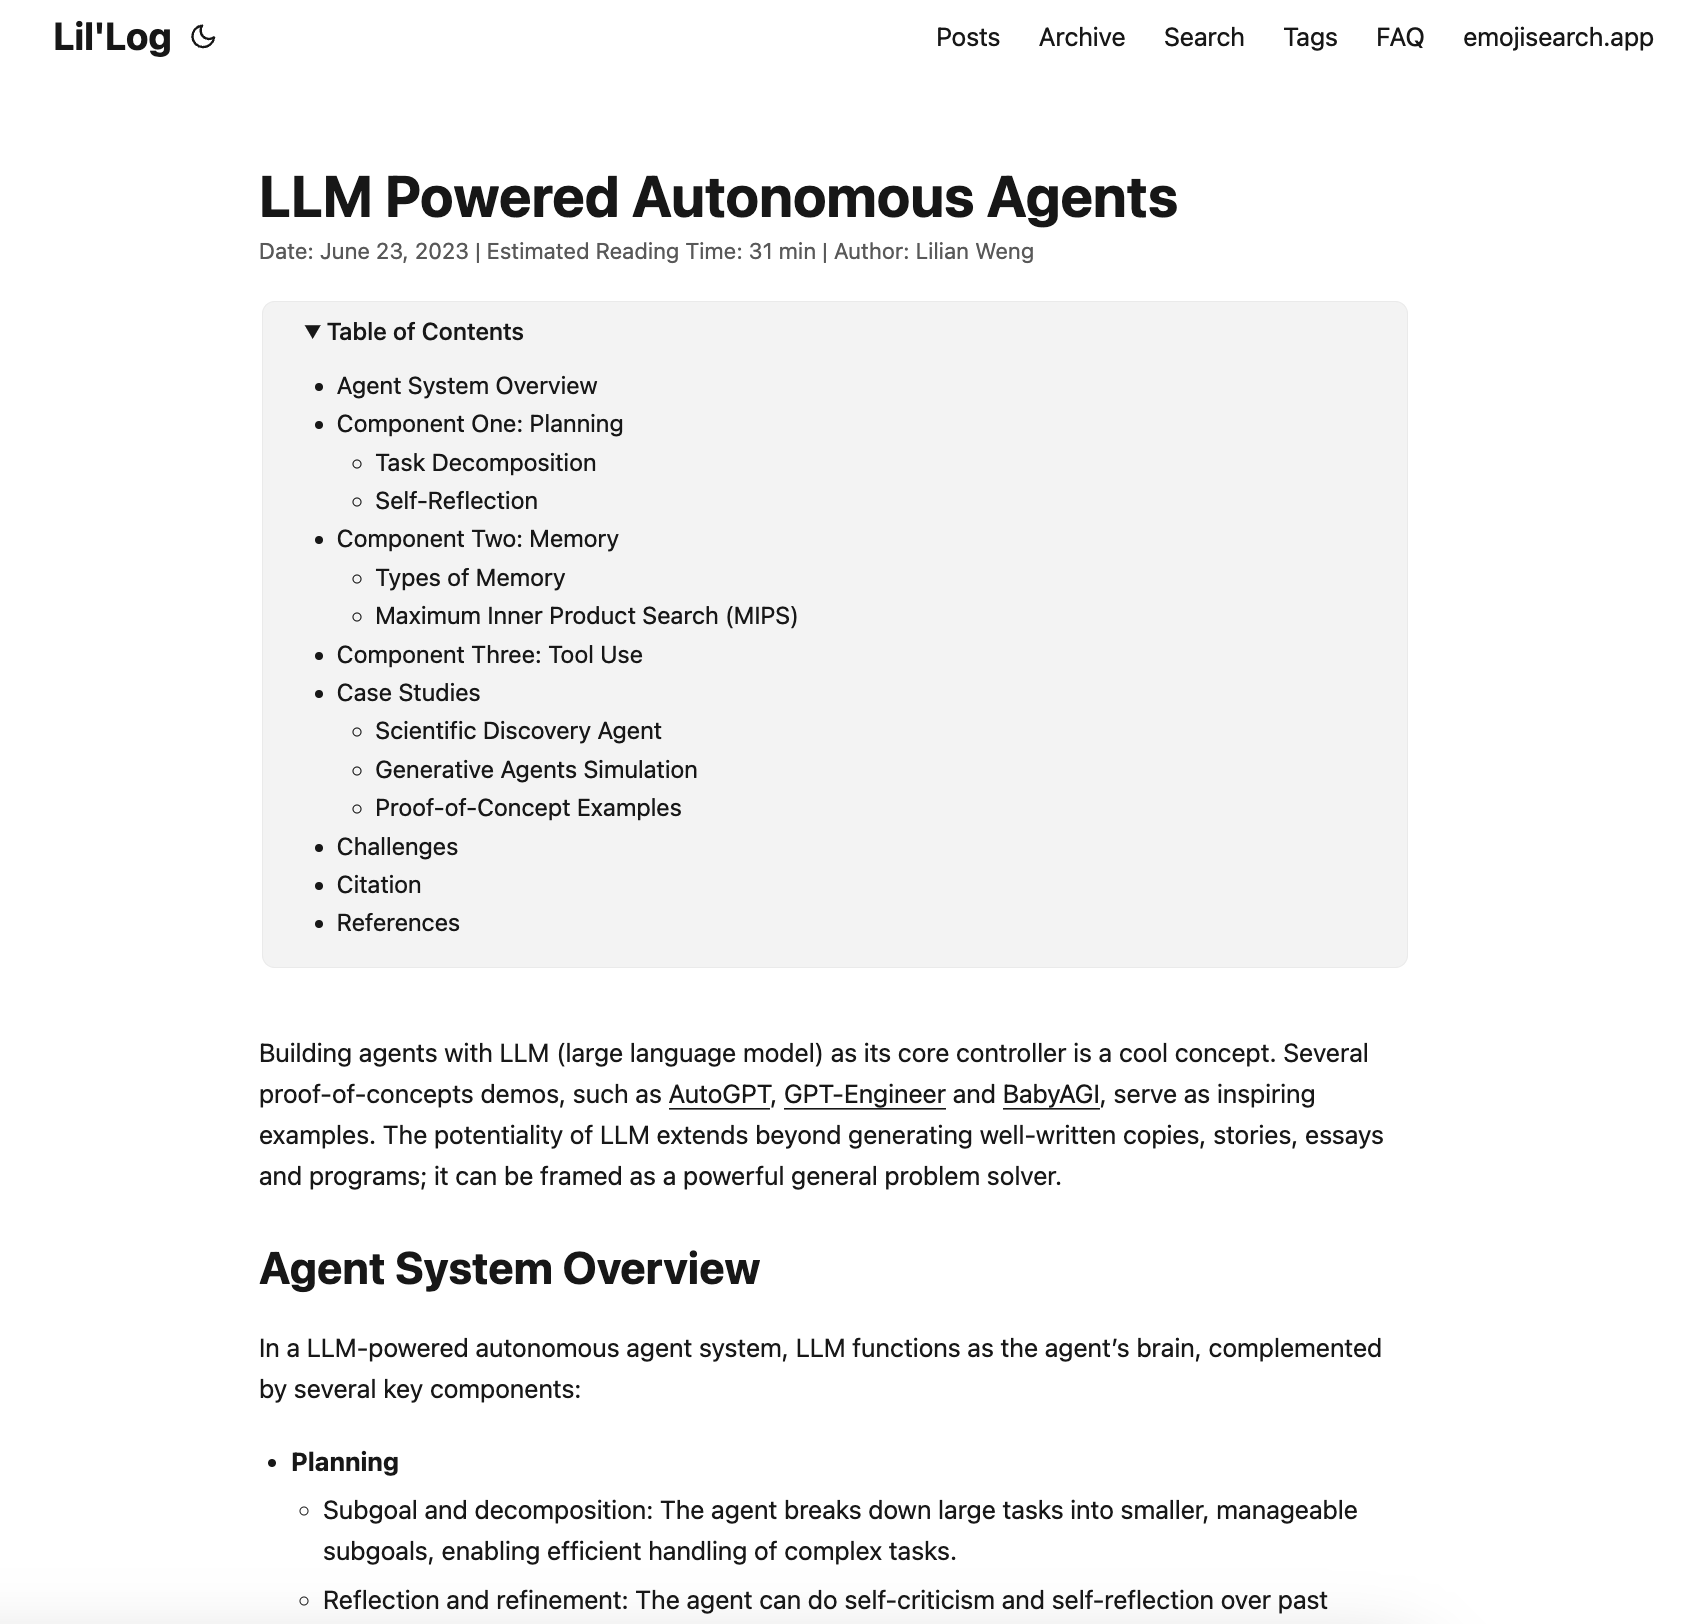 Lil'Log
Posts Archive Search Tags FAQ emojisearch.app
LLM Powered Autonomous Agents
Date: June 23, 2023 | Estimated Reading Time: 31 min | Author: Lilian Weng
▼ Table of Contents
• Agent System Overview
• Component One: Planning
◦ Task Decomposition
◦ Self-Reflection
• Component Two: Memory
◦ Types of Memory
◦ Maximum Inner Product Search (MIPS)
• Component Three: Tool Use
• Case Studies
◦ Scientific Discovery Agent
◦ Generative Agents Simulation
◦ Proof-of-Concept Examples
• Challenges
• Citation
• References
Building agents with LLM (large language model) as its core controller is a cool concept. Several
proof-of-concepts demos, such as AutoGPT, GPT-Engineer and BabyAGI, serve as inspiring
examples. The potentiality of LLM extends beyond generating well-written copies, stories, essays
and programs; it can be framed as a powerful general problem solver.
Agent System Overview
In a LLM-powered autonomous agent system, LLM functions as the agent’s brain, complemented
by several key components:
• Planning
◦ Subgoal and decomposition: The agent breaks down large tasks into smaller, manageable
subgoals, enabling efficient handling of complex tasks.
◦ Reflection and refinement: The agent can do self-criticism and self-reflection over past